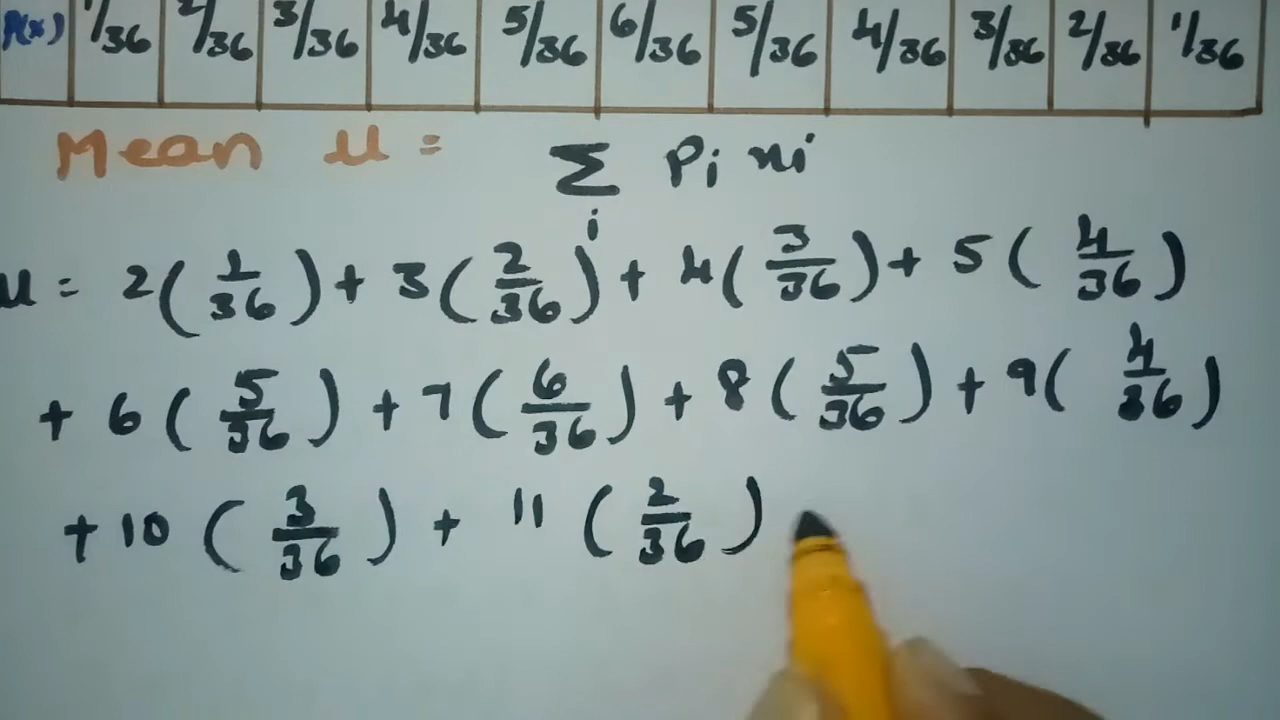 P(x) 1/36 2/36 3/36 4/36 5/36 6/36 5/36 4/36 3/36 2/36 1/36
Mean μ = Σ_i Pi xi
μ = 2(1/36) + 3(2/36) + 4(3/36) + 5(4/36)
+ 6(5/36) + 7(6/36) + 8(5/36) + 9(4/36)
+ 10(3/36) + 11(2/36)